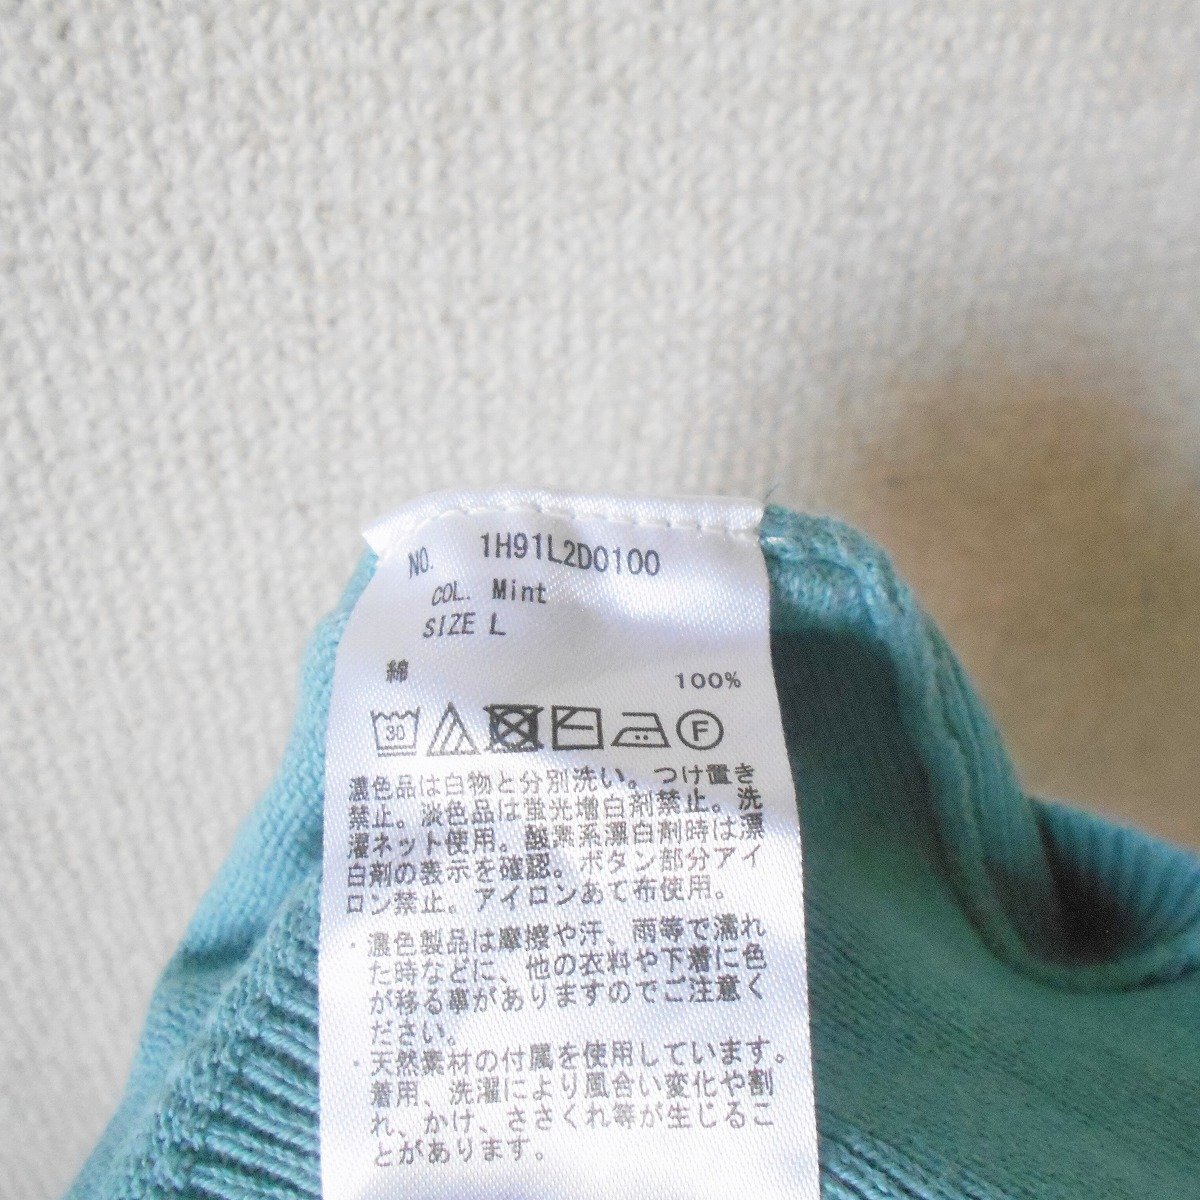 NO. 1H91L2D0100
COL. Mint
SIZE L
綿 100%
30 F
濃色品は白物と分別洗い。つけ置き
禁止。淡色品は蛍光増白剤禁止。洗
濯ネット使用。酸素系漂白剤時は漂
白剤の表示を確認。ボタン部分アイ
ロン禁止。アイロンあて布使用。
・濃色製品は摩擦や汗、雨等で濡れ
た時などに、他の衣料や下着に色
が移る事がありますのでご注意く
ださい。
・天然素材の付属を使用しています。
着用、洗濯により風合い変化や割
れ、かけ、ささくれ等が生じるこ
とがあります。